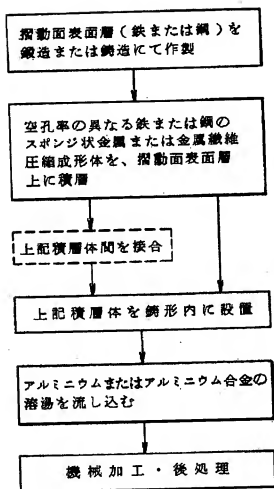 摺動面表面層(鉄または鋼)を
鍛造または鋳造にて作製
空孔率の異なる鉄または鋼の
スポンジ状金属または金属繊維
圧縮成形体を、摺動面表面層
上に積層
上記積層体間を接合
上記積層体を鋳形内に設置
アルミニウムまたはアルミニウム合金の
溶湯を流し込む
機械加工・後処理